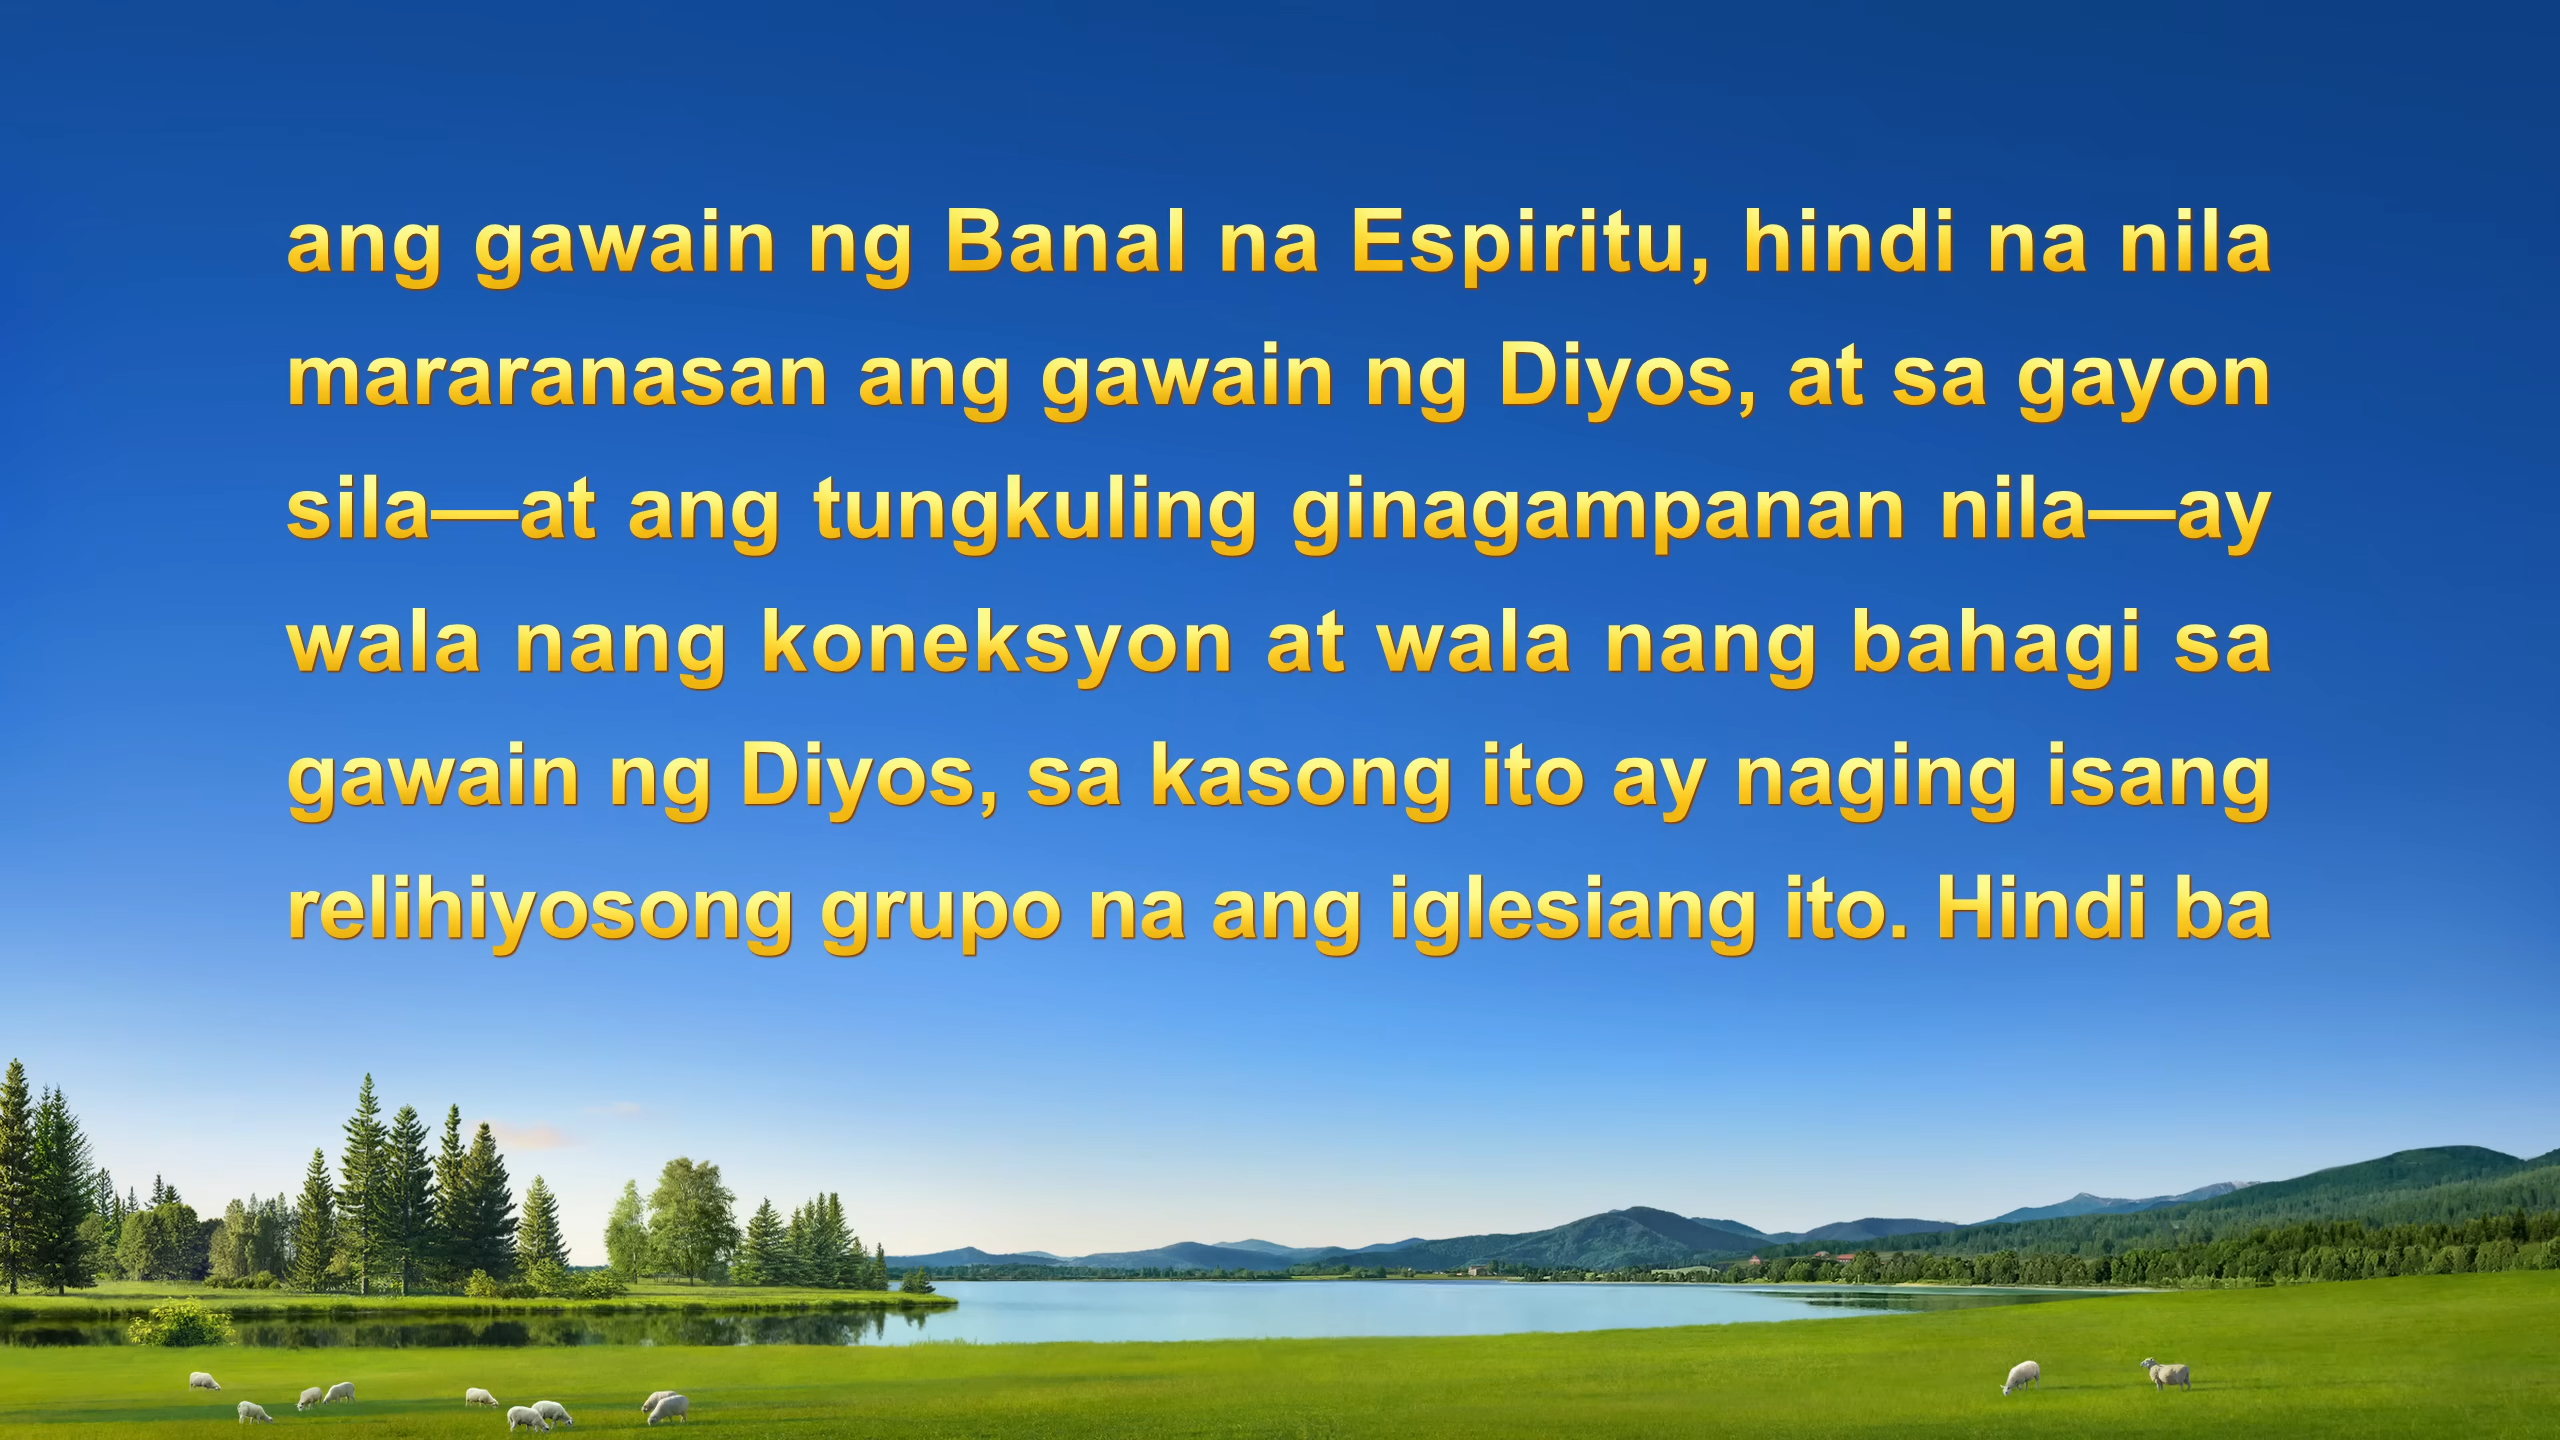 ang gawain ng Banal na Espiritu, hindi na nila
mararanasan ang gawain ng Diyos, at sa gayon
sila—at ang tungkuling ginagampanan nila—ay
wala nang koneksyon at wala nang bahagi sa
gawain ng Diyos, sa kasong ito ay naging isang
relihiyosong grupo na ang iglesiang ito. Hindi ba